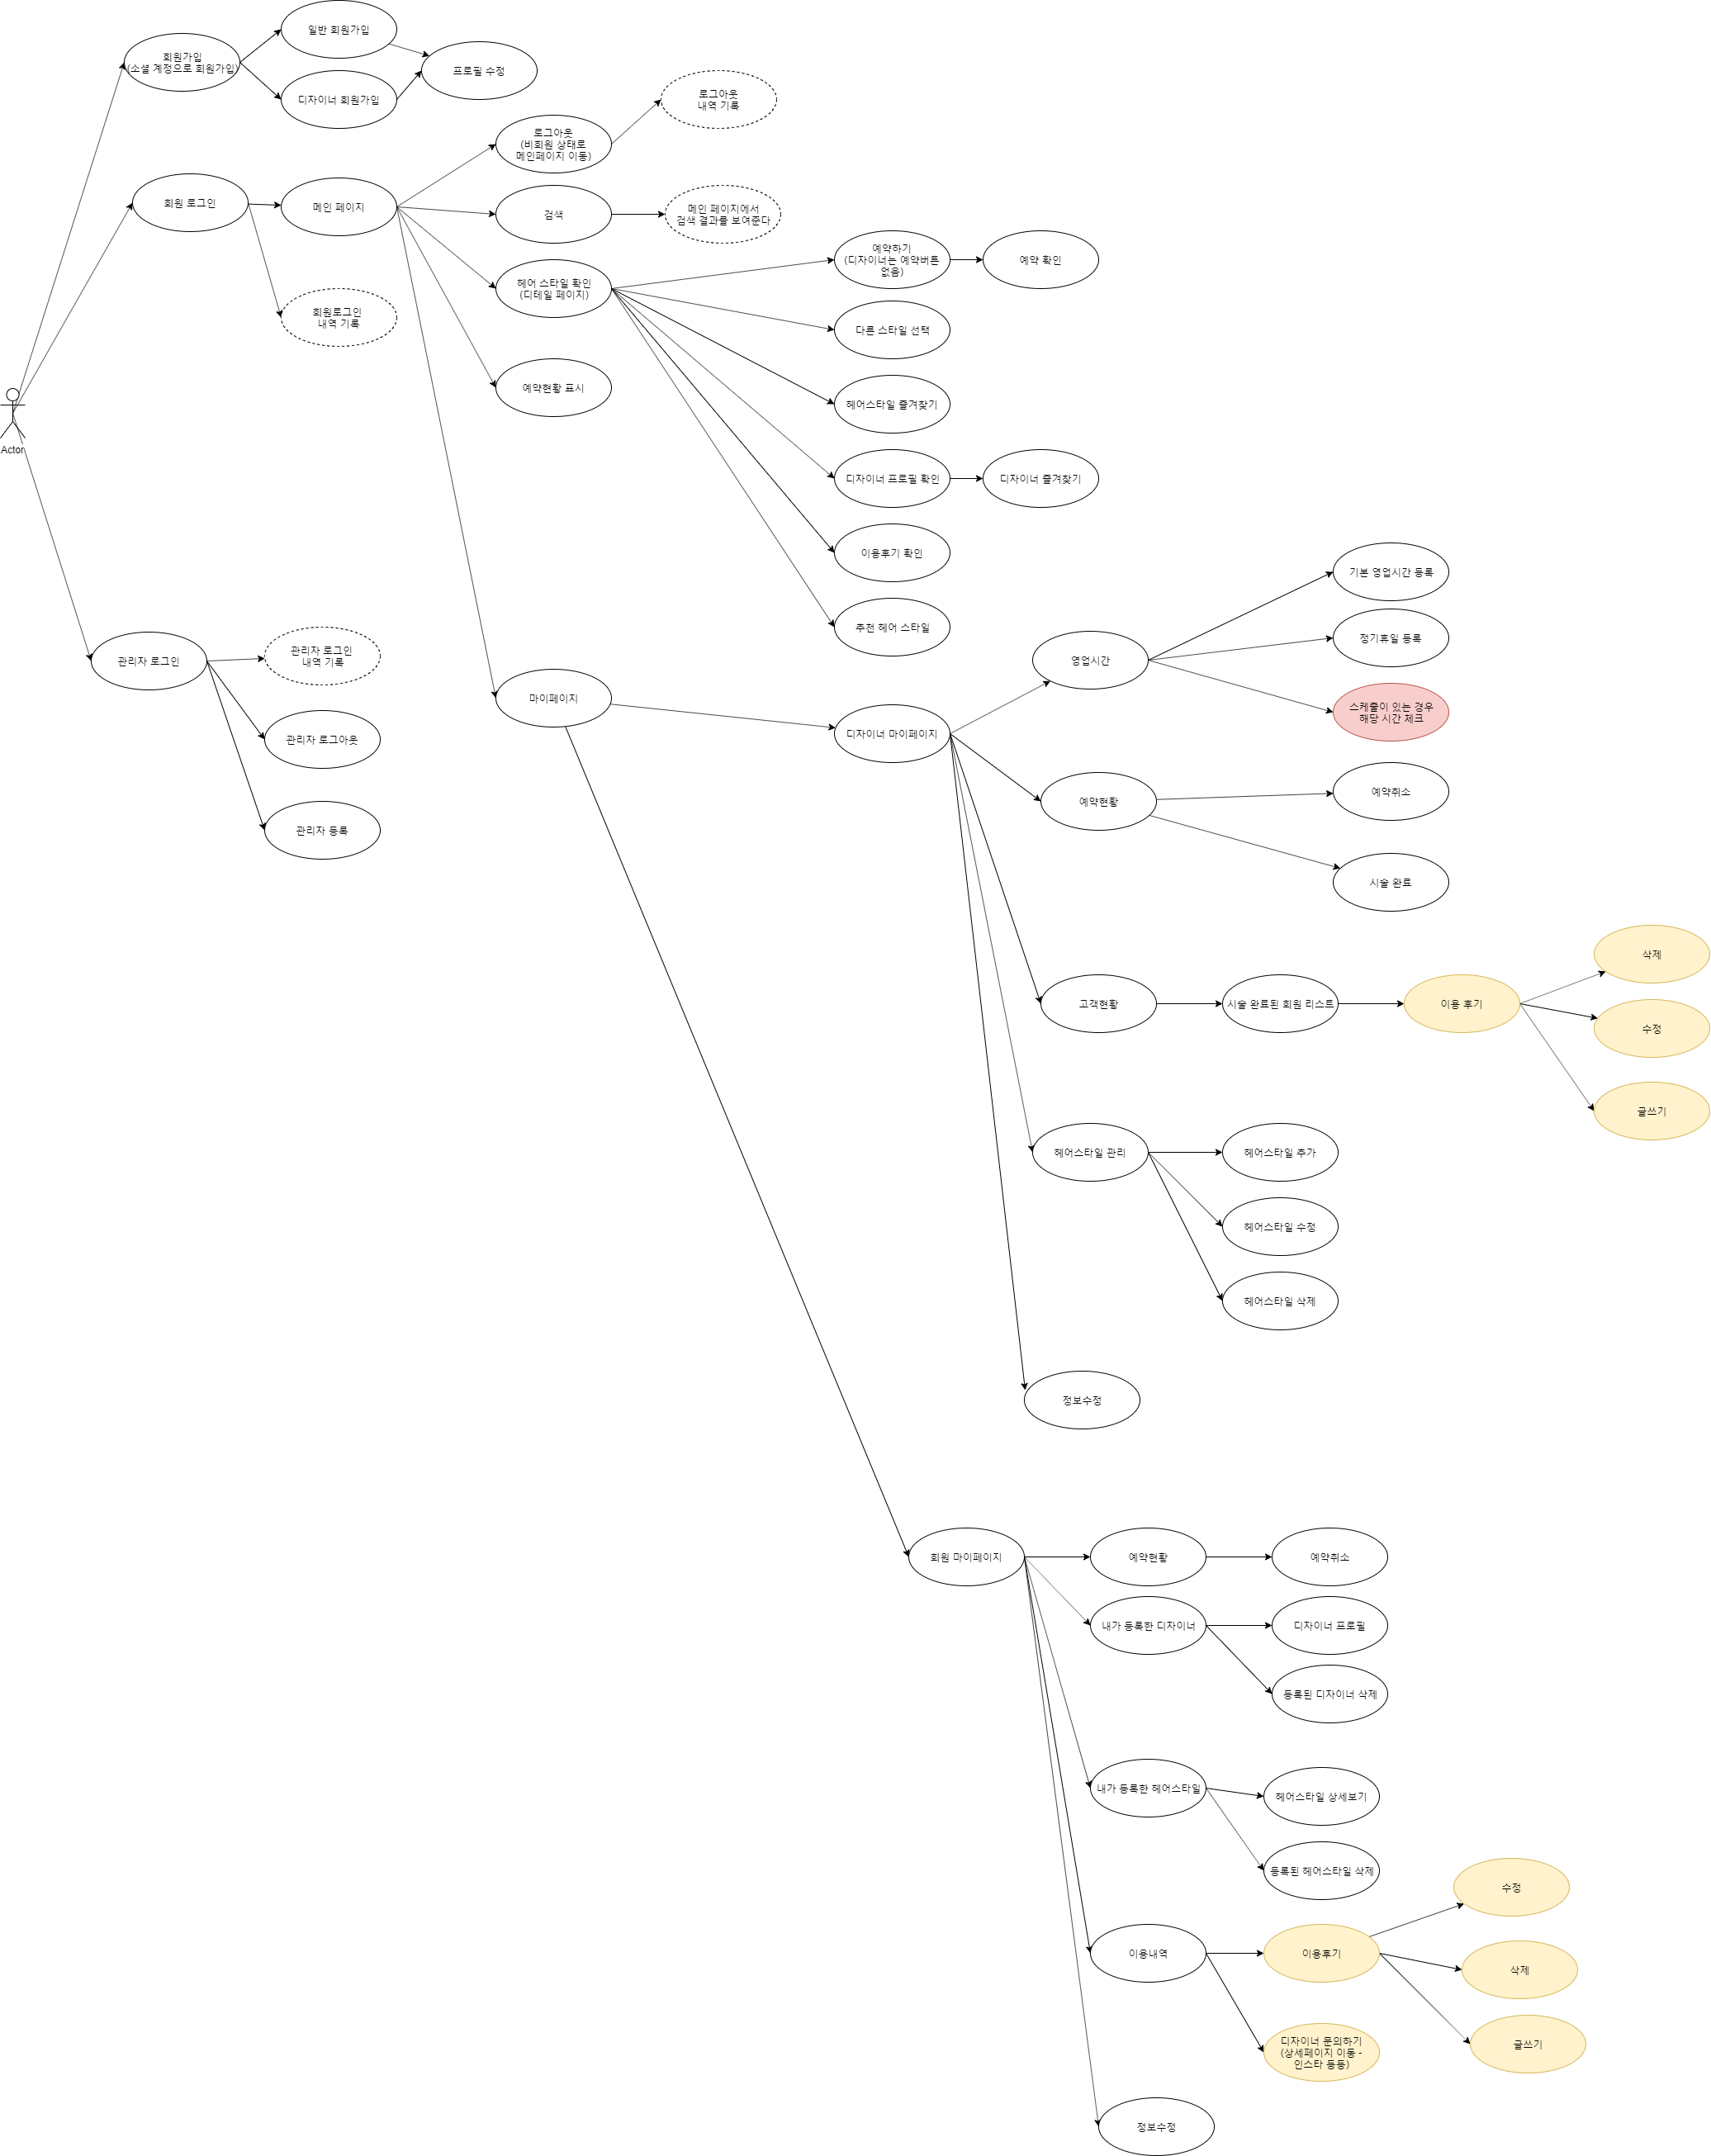 일반 회원가입
회원가입
(소셜 계정으로 회원가입)
프로필 수정
디자이너 회원가입
로그아웃
내역 기록
로그아웃
(비회원 상태로
메인페이지 이동)
회원 로그인
메인 페이지
검색
메인 페이지에서
검색 결과를 보여준다
예약하기
(디자이너는 예약버튼
없음)
예약 확인
헤어 스타일 확인
(디테일 페이지)
회원로그인
내역 기록
다른 스타일 선택
예약현황 표시
헤어스타일 즐겨찾기
Actor
디자이너 프로필 확인
디자이너 즐겨찾기
이용후기 확인
기본 영업시간 등록
추천 헤어 스타일
정기휴일 등록
관리자 로그인
관리자 로그인
내역 기록
영업시간
마이페이지
스케줄이 있는 경우
해당 시간 체크
디자이너 마이페이지
관리자 로그아웃
예약현황
예약취소
관리자 등록
시술 완료
삭제
고객현황
시술 완료된 회원 리스트
이용 후기
수정
글쓰기
헤어스타일 관리
헤어스타일 추가
헤어스타일 수정
헤어스타일 삭제
정보수정
회원 마이페이지
예약현황
예약취소
내가 등록한 디자이너
디자이너 프로필
등록된 디자이너 삭제
내가 등록한 헤어스타일
헤어스타일 상세보기
등록된 헤어스타일 삭제
수정
이용내역
이용후기
삭제
디자이너 문의하기
(상세페이지 이동 -
인스타 등등)
글쓰기
정보수정